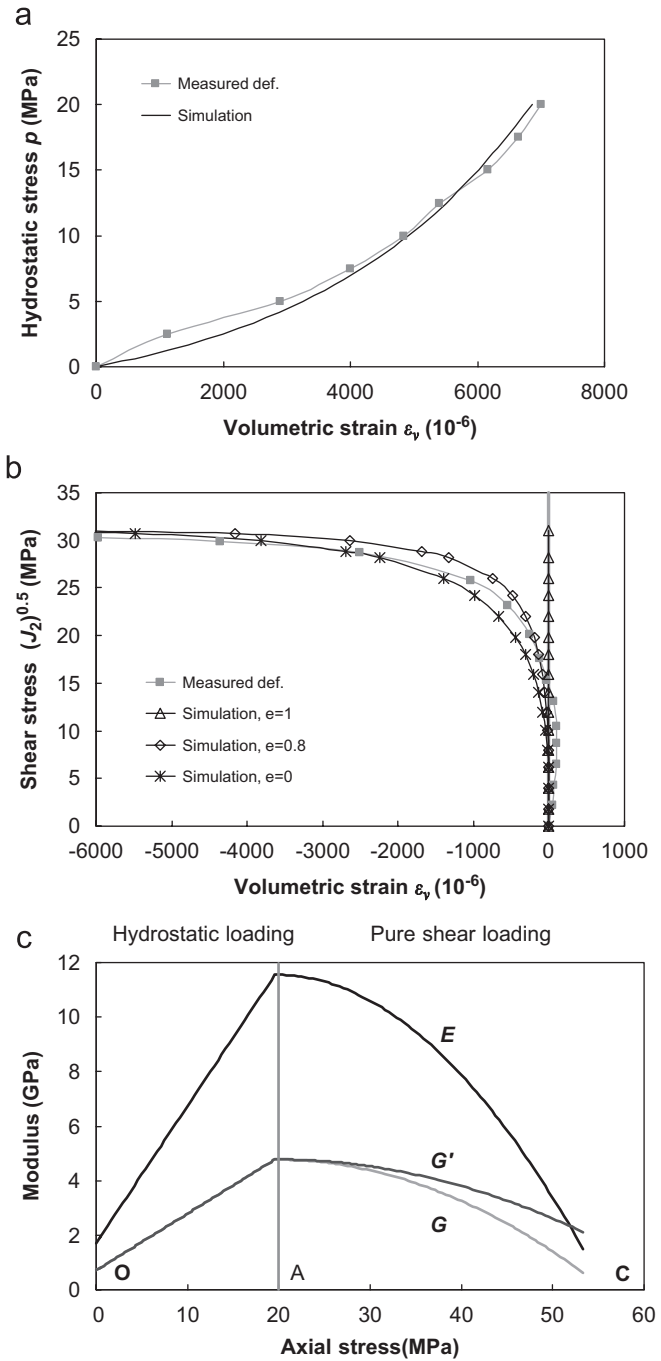 a
25
20
15
10
5
0
Hydrostatic stress p (MPa)
Measured def.
Simulation
0 2000 4000 6000 8000
Volumetric strain εᵥ (10⁻⁶)
b
35
30
25
20
15
10
5
0
Shear stress (J₂)⁰·⁵ (MPa)
Measured def.
Simulation, e=1
Simulation, e=0.8
Simulation, e=0
-6000 -5000 -4000 -3000 -2000 -1000 0 1000
Volumetric strain εᵥ (10⁻⁶)
c
Hydrostatic loading Pure shear loading
12
10
8
6
4
2
0
Modulus (GPa)
E
G'
G
O A C
0 10 20 30 40 50 60
Axial stress(MPa)